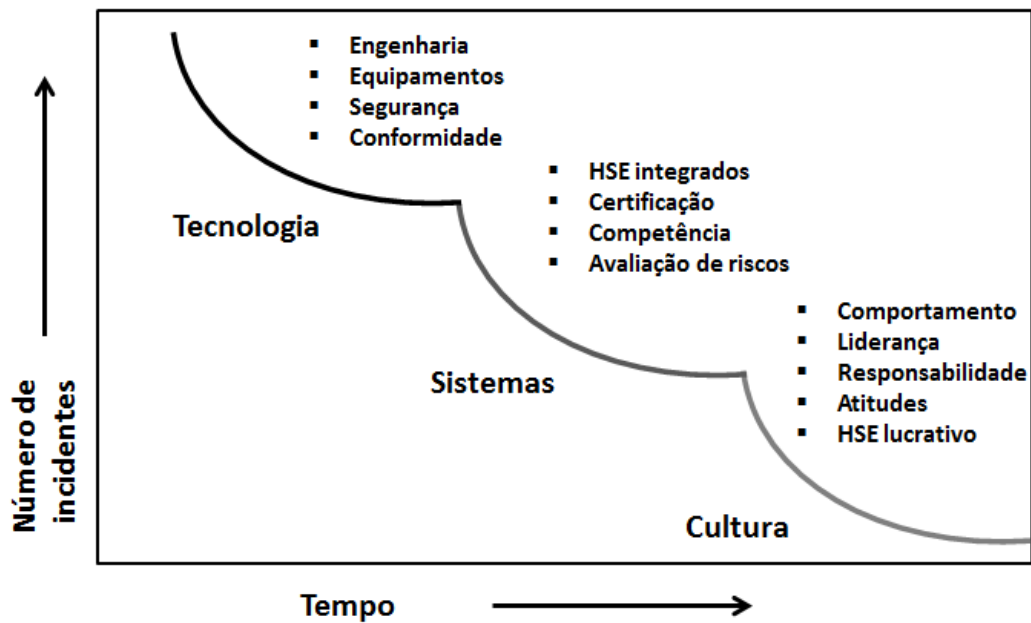 ▪ Engenharia
▪ Equipamentos
▪ Segurança
▪ Conformidade
Tecnologia
▪ HSE integrados
▪ Certificação
▪ Competência
▪ Avaliação de riscos
Sistemas
▪ Comportamento
▪ Liderança
▪ Responsabilidade
▪ Atitudes
▪ HSE lucrativo
Cultura
Número de
incidentes
Tempo